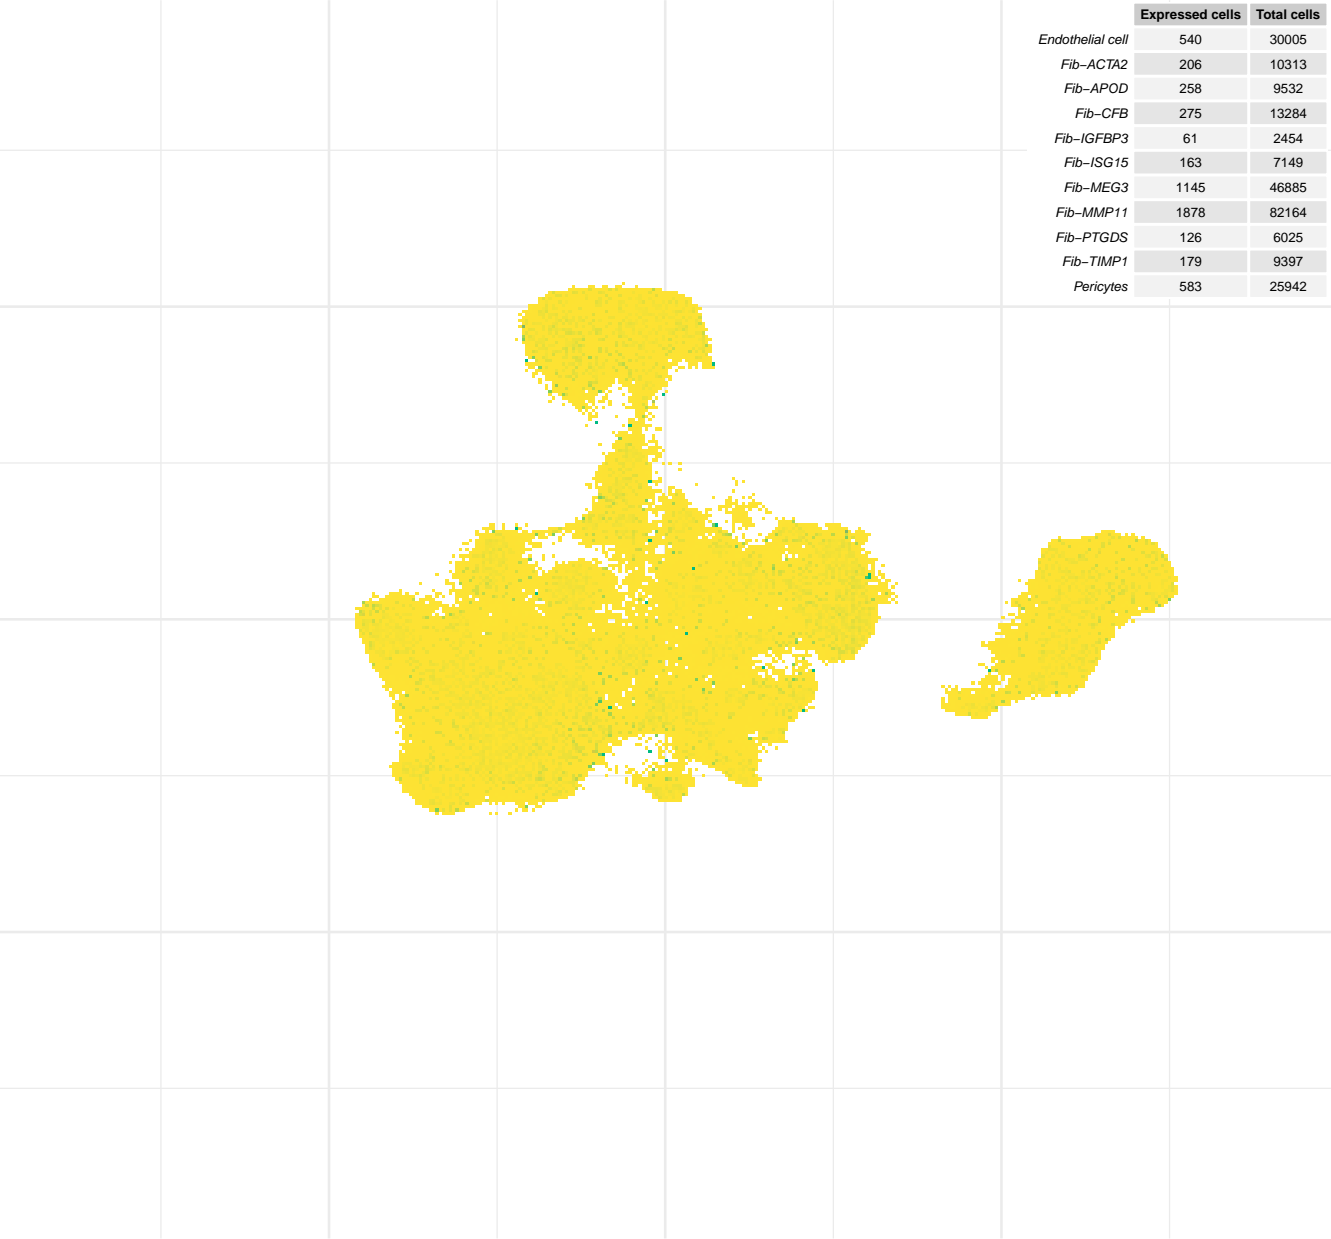 Expressed cells Total cells
Endothelial cell 540 30005
Fib−ACTA2 206 10313
Fib−APOD 258 9532
Fib−CFB 275 13284
Fib−IGFBP3 61 2454
Fib−ISG15 163 7149
Fib−MEG3 1145 46885
Fib−MMP11 1878 82164
Fib−PTGDS 126 6025
Fib−TIMP1 179 9397
Pericytes 583 25942